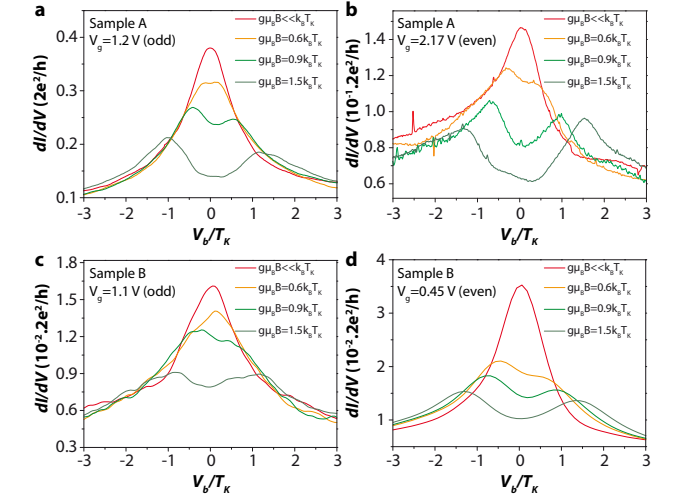 a
Sample A
V_g=1.2 V (odd)
gμ_BB<<k_BT_K
gμ_BB=0.6k_BT_K
gμ_BB=0.9k_BT_K
gμ_BB=1.5k_BT_K
dI/dV (2e²/h)
0.4
0.3
0.2
0.1
-3 -2 -1 0 1 2 3
V_b/T_K
b
Sample A
V_g=2.17 V (even)
gμ_BB<<k_BT_K
gμ_BB=0.6k_BT_K
gμ_BB=0.9k_BT_K
gμ_BB=1.5k_BT_K
dI/dV (10⁻¹.2e²/h)
1.4
1.2
1.0
0.8
0.6
-3 -2 -1 0 1 2 3
V_b/T_K
c
Sample B
V_g=1.1 V (odd)
gμ_BB<<k_BT_K
gμ_BB=0.6k_BT_K
gμ_BB=0.9k_BT_K
gμ_BB=1.5k_BT_K
dI/dV (10⁻².2e²/h)
1.8
1.5
1.2
0.9
0.6
0.3
-3 -2 -1 0 1 2 3
V_b/T_K
d
Sample B
V_g=0.45 V (even)
gμ_BB<<k_BT_K
gμ_BB=0.6k_BT_K
gμ_BB=0.9k_BT_K
gμ_BB=1.5k_BT_K
dI/dV (10⁻².2e²/h)
4
3
2
1
-3 -2 -1 0 1 2 3
V_b/T_K